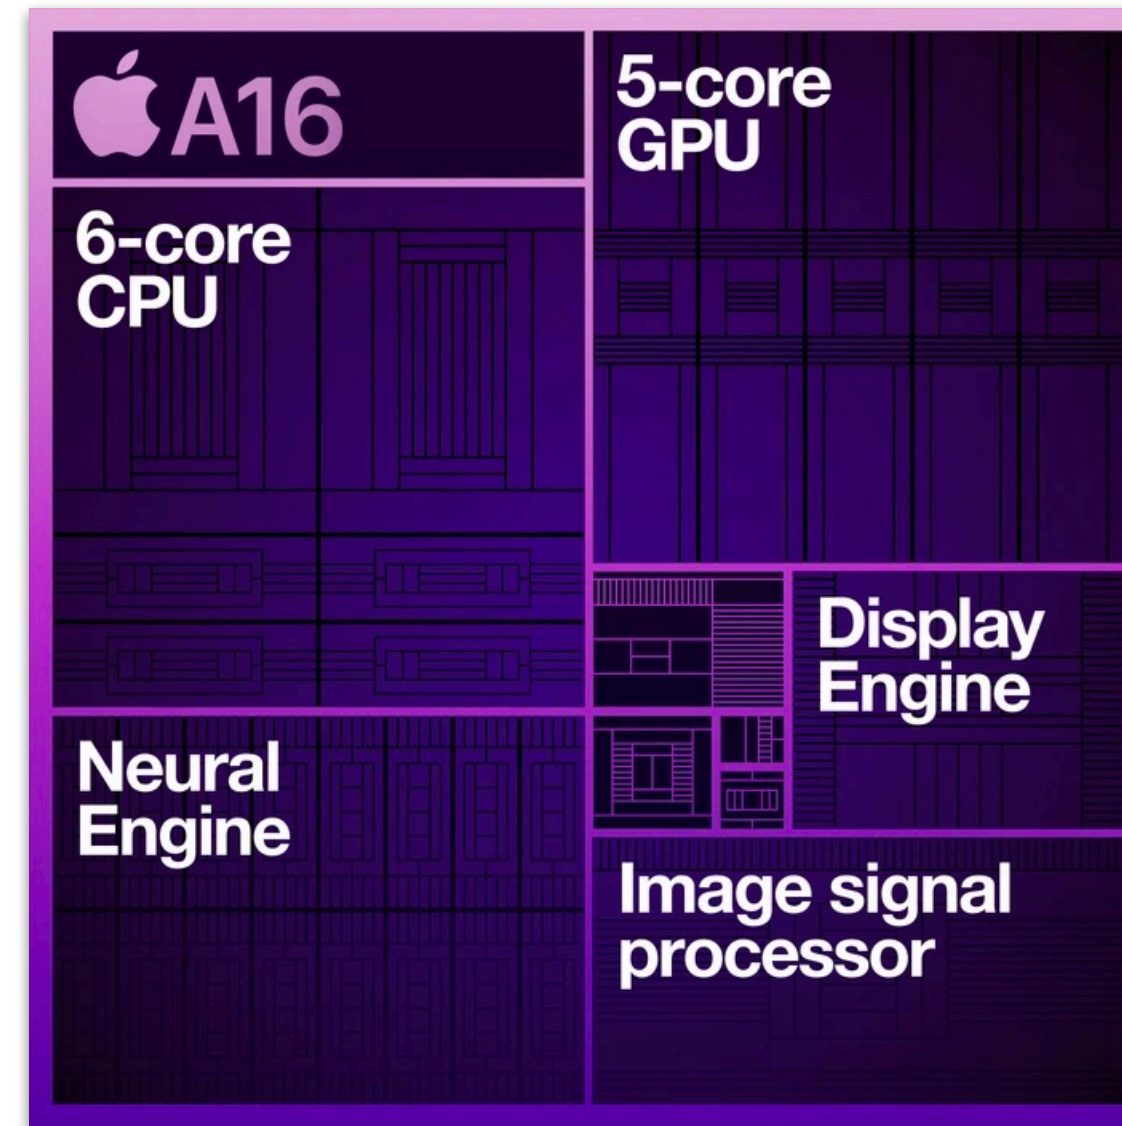 A16
5-core
GPU
6-core
CPU
Display
Engine
Neural
Engine
Image signal
processor